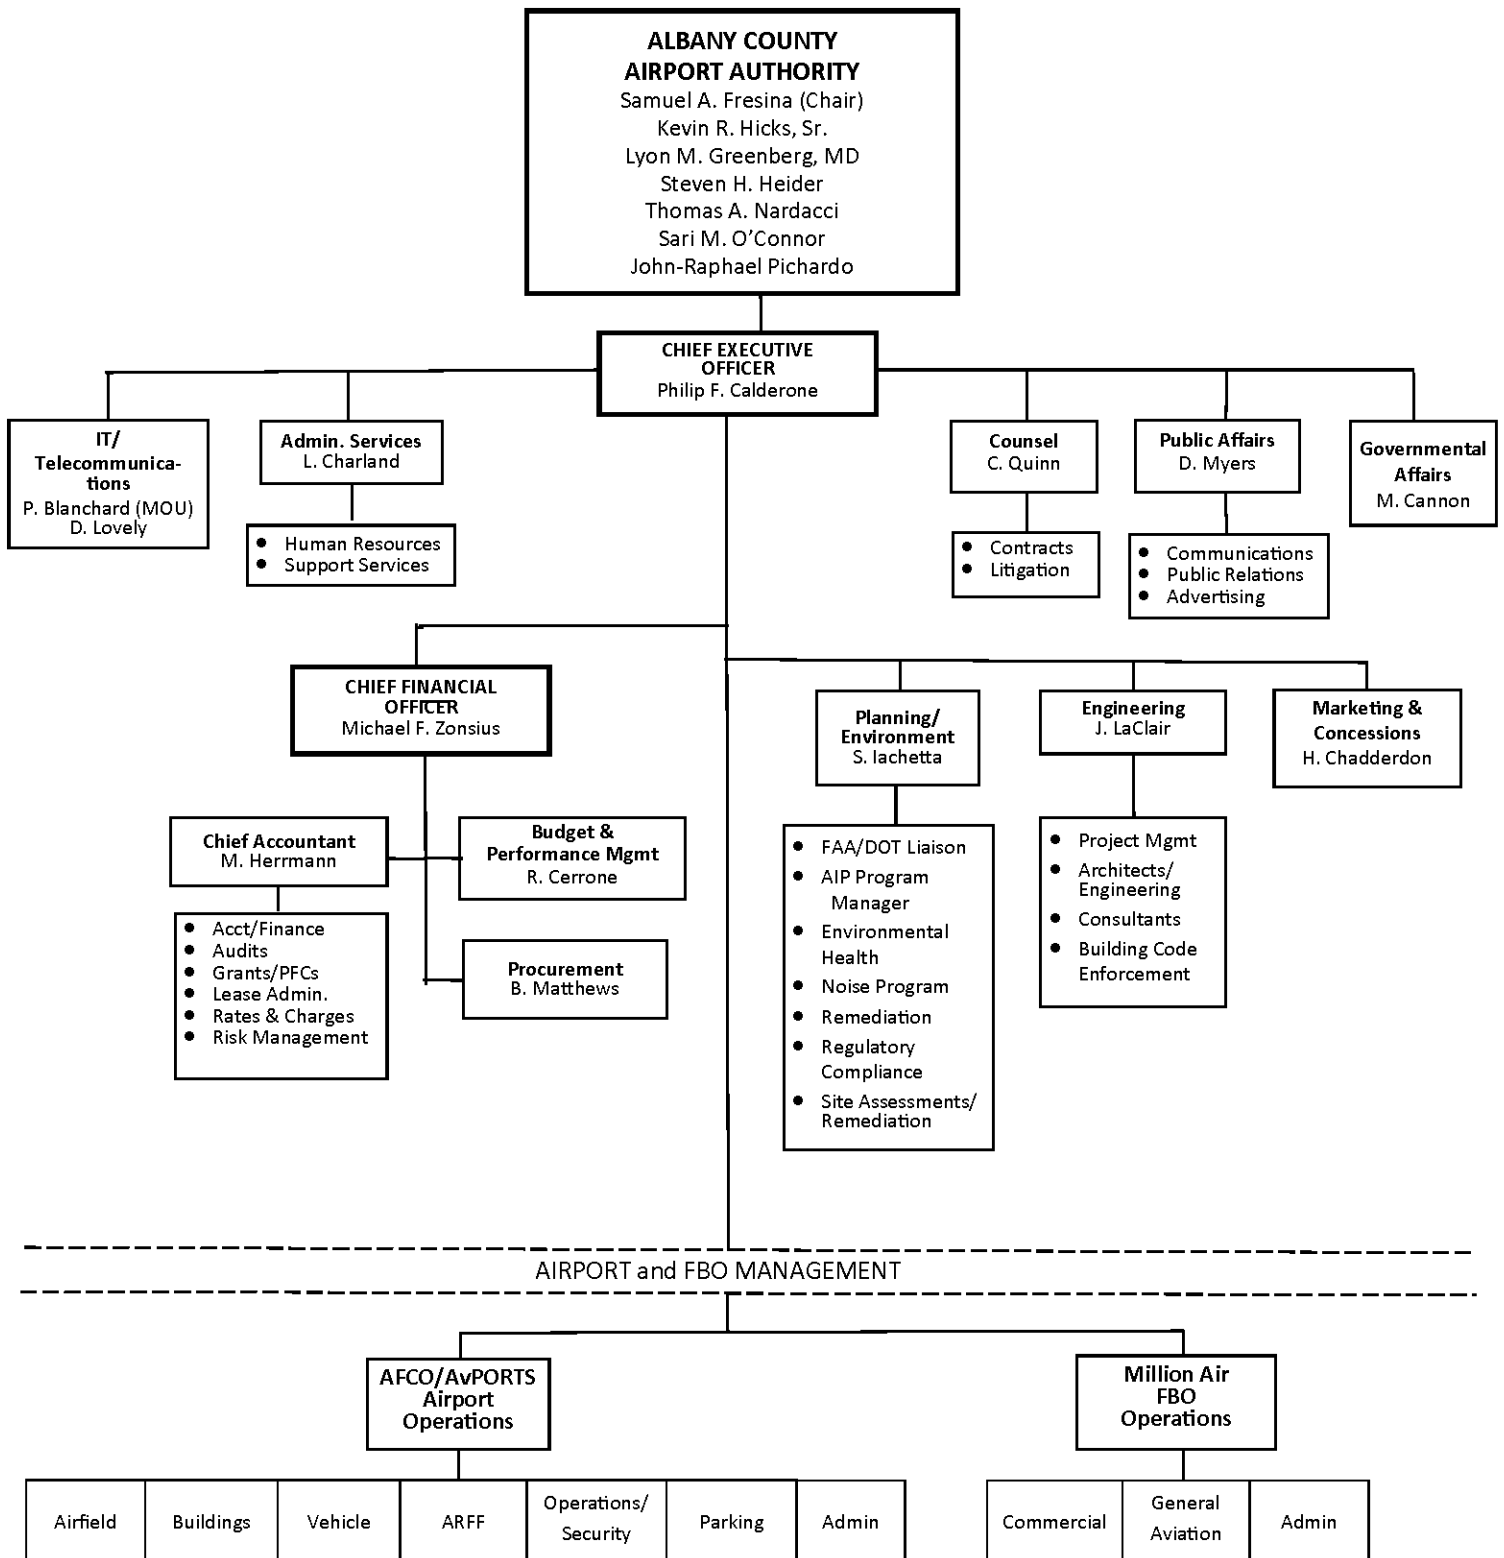 ALBANY COUNTY
AIRPORT AUTHORITY
Samuel A. Fresina (Chair)
Kevin R. Hicks, Sr.
Lyon M. Greenberg, MD
Steven H. Heider
Thomas A. Nardacci
Sari M. O’Connor
John-Raphael Pichardo
CHIEF EXECUTIVE
OFFICER
Philip F. Calderone
IT/
Telecommunica-
tions
P. Blanchard (MOU)
D. Lovely
Admin. Services
L. Charland
• Human Resources
• Support Services
Counsel
C. Quinn
• Contracts
• Litigation
Public Affairs
D. Myers
• Communications
• Public Relations
• Advertising
Governmental
Affairs
M. Cannon
CHIEF FINANCIAL
OFFICER
Michael F. Zonsius
Chief Accountant
M. Herrmann
• Acct/Finance
• Audits
• Grants/PFCs
• Lease Admin.
• Rates & Charges
• Risk Management
Budget &
Performance Mgmt
R. Cerrone
Procurement
B. Matthews
Planning/
Environment
S. Iachetta
• FAA/DOT Liaison
• AIP Program
Manager
• Environmental
Health
• Noise Program
• Remediation
• Regulatory
Compliance
• Site Assessments/
Remediation
Engineering
J. LaClair
• Project Mgmt
• Architects/
Engineering
• Consultants
• Building Code
Enforcement
Marketing &
Concessions
H. Chadderdon
AIRPORT and FBO MANAGEMENT
AFCO/AvPORTS
Airport
Operations
Airfield
Buildings
Vehicle
ARFF
Operations/
Security
Parking
Admin
Million Air
FBO
Operations
Commercial
General
Aviation
Admin